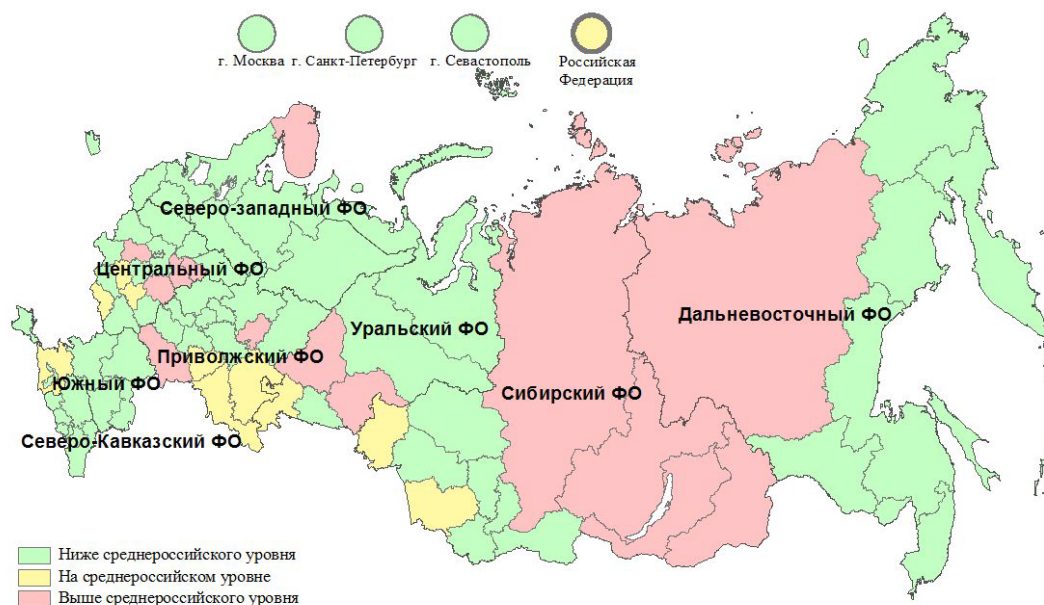 г. Москва
г. Санкт-Петербург
г. Севастополь
Российская
Федерация
Северо-западный ФО
Центральный ФО
Уральский ФО
Дальневосточный ФО
Приволжский ФО
Южный ФО
Сибирский ФО
Северо-Кавказский ФО
Ниже среднероссийского уровня
На среднероссийском уровне
Выше среднероссийского уровня